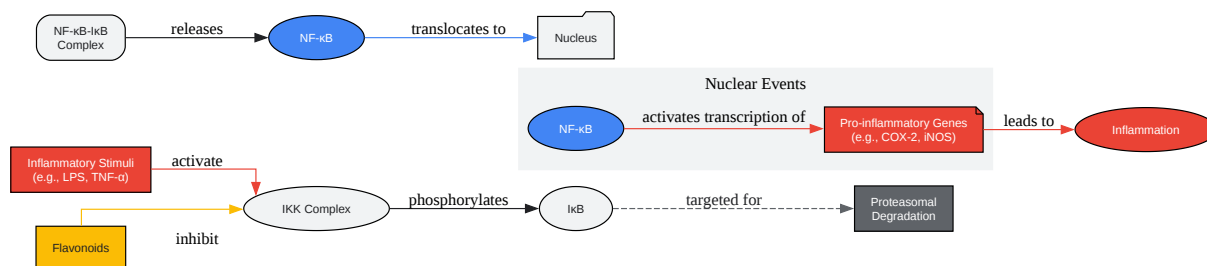 NF-κB-IκB
Complex
releases
NF-κB
translocates to
Nucleus
Nuclear Events
NF-κB
activates transcription of
Pro-inflammatory Genes
(e.g., COX-2, iNOS)
leads to
Inflammation
Inflammatory Stimuli
(e.g., LPS, TNF-α)
activate
IKK Complex
phosphorylates
IκB
targeted for
Proteasomal
Degradation
Flavonoids
inhibit